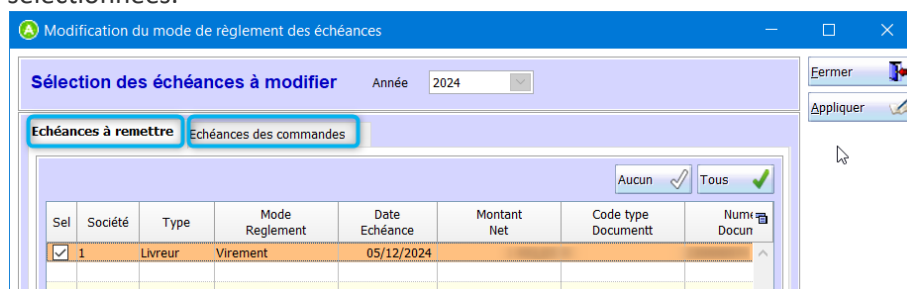 sélectionnées.
Modification du mode de règlement des échéances
Sélection des échéances à modifier Année 2024
Fermer
Appliquer
Echéances à remettre Echéances des commandes
Aucun Tous
Sel Société Type Mode Reglement Date Echéance Montant Net Code type Documentt
1 Livreur Virement 05/12/2024